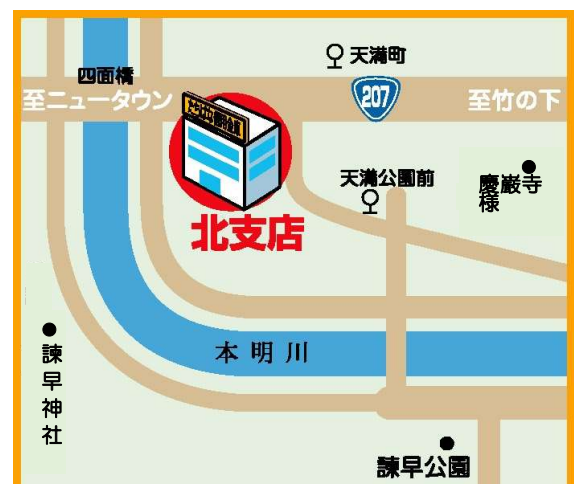 天満町
四面橋
至ニュータウン
207
至竹の下
天満公園前
慶巌寺
様
北支店
本明川
諫早神社
諫早公園